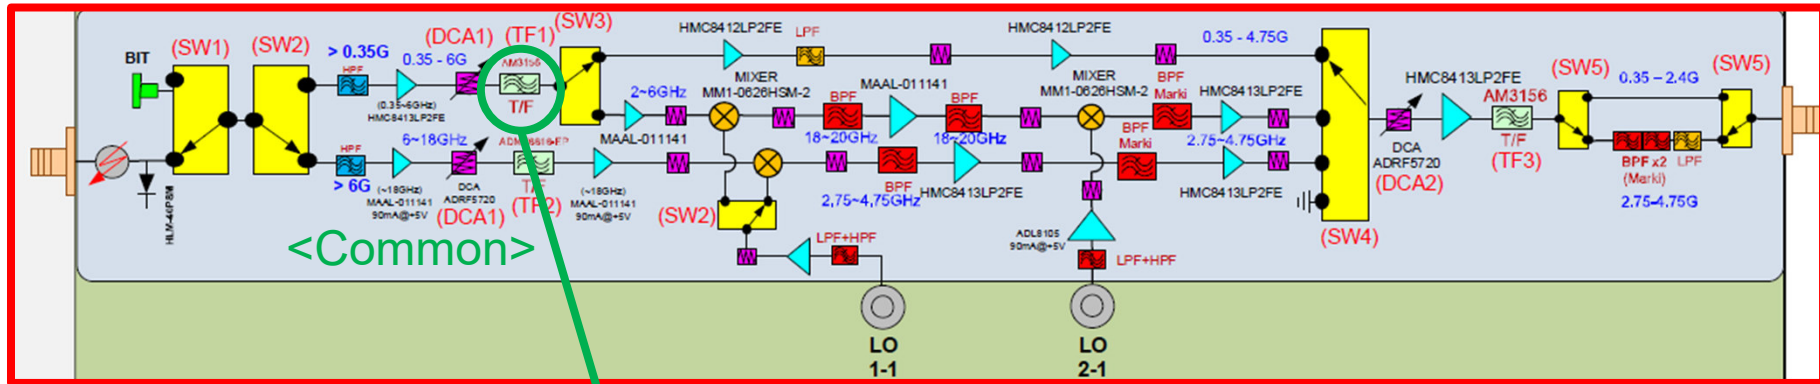 BIT
(SW1)
(SW2)
> 0.35G
HPF
0.35 - 6G
(0.35~6GHz)
HMC8413LP2FE
(DCA1)
(TF1)
AM3156
T/F
(SW3)
HMC8412LP2FE
LPF
HMC8412LP2FE
0.35 - 4.75G
2~6GHz
MAAL-011141
MIXER
MM1-0626HSM-2
BPF
18~20GHz
MAAL-011141
BPF
18~20GHz
MIXER
MM1-0626HSM-2
BPF
Marki
HMC8413LP2FE
2.75~4.75GHz
HLM-44PSM
HPF
> 6G
6~18GHz
(~18GHz)
MAAL-011141
90mA@+5V
DCA
ADRF5720
(DCA1)
T/F
(TF2)
(~18GHz)
MAAL-011141
90mA@+5V
(SW2)
BPF
2,75~4,75GHz
HMC8413LP2FE
BPF
Marki
HMC8413LP2FE
LPF+HPF
ADL8105
90mA@+5V
LPF+HPF
(SW4)
DCA
ADRF5720
(DCA2)
HMC8413LP2FE
AM3156
T/F
(TF3)
(SW5)
0.35 – 2.4G
(SW5)
BPF x2
(Marki)
LPF
2.75-4.75G
<Common>
LO
1-1
LO
2-1